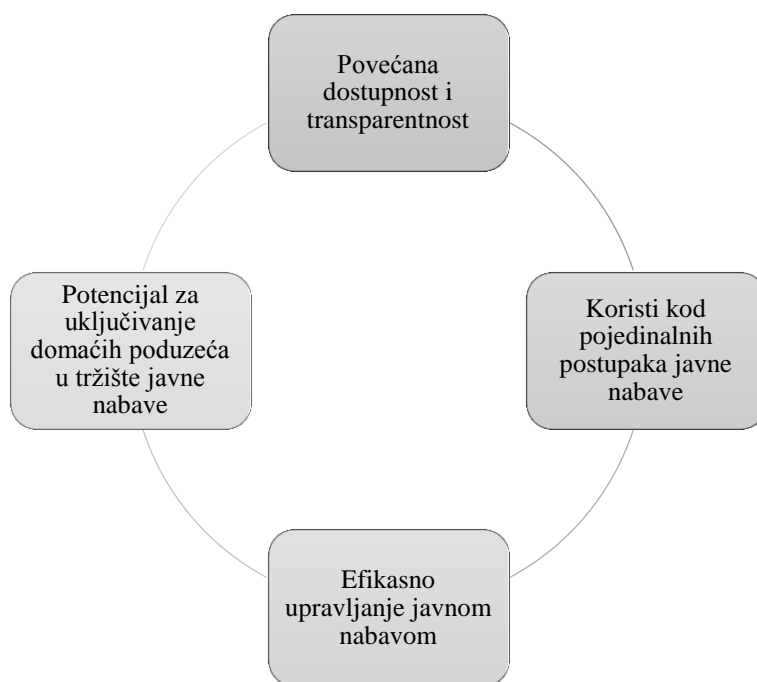 Povećana
dostupnost i
transparentnost
Koristi kod
pojedinalnih
postupaka javne
nabave
Efikasno
upravljanje javnom
nabavom
Potencijal za
uključivanje
domaćih poduzeća
u tržište javne
nabave